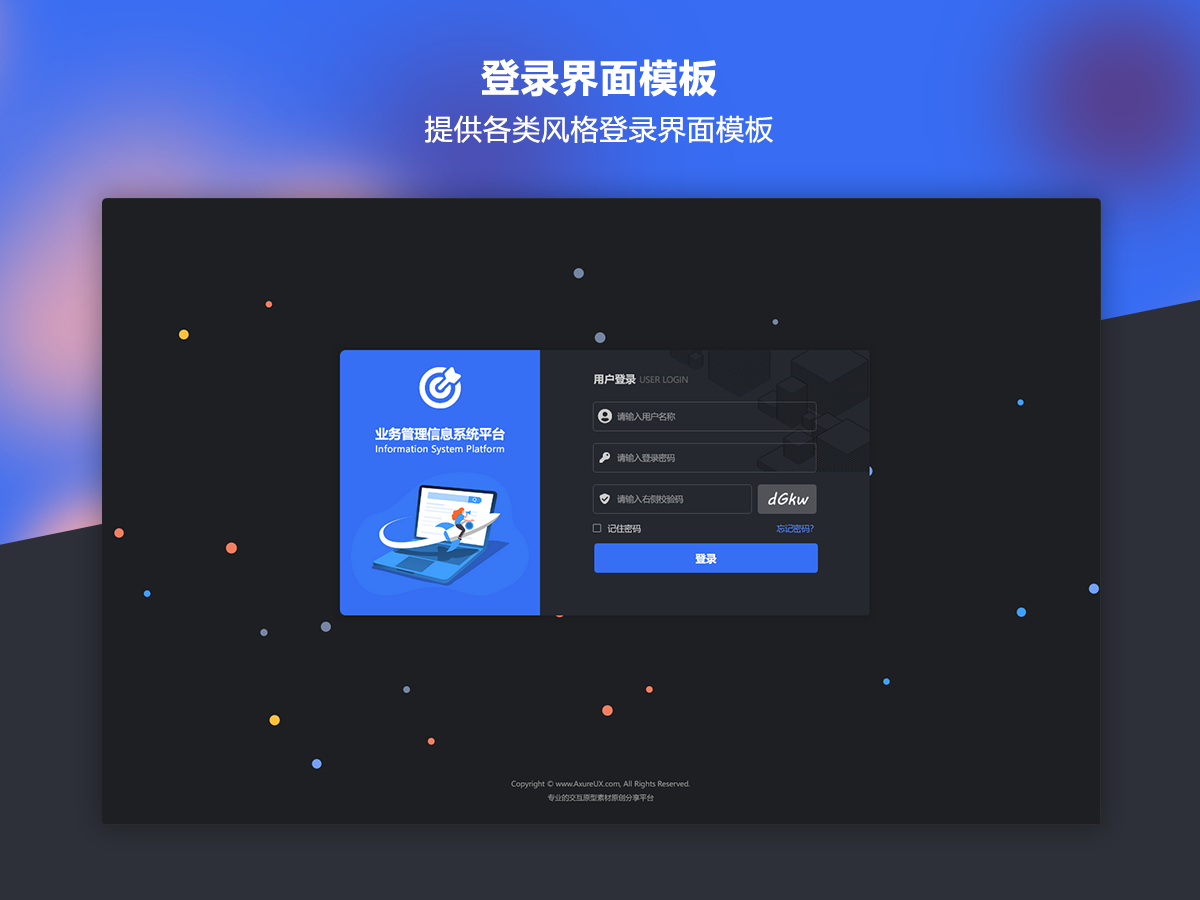 登录界面模板
提供各类风格登录界面模板
业务管理信息系统平台
Information System Platform
用户登录 USER LOGIN
请输入用户名称
请输入登录密码
请输入右侧校验码
dGkw
记住密码
忘记密码?
登录
Copyright © www.AxureUX.com, All Rights Reserved.
专业的交互原型素材原创分享平台